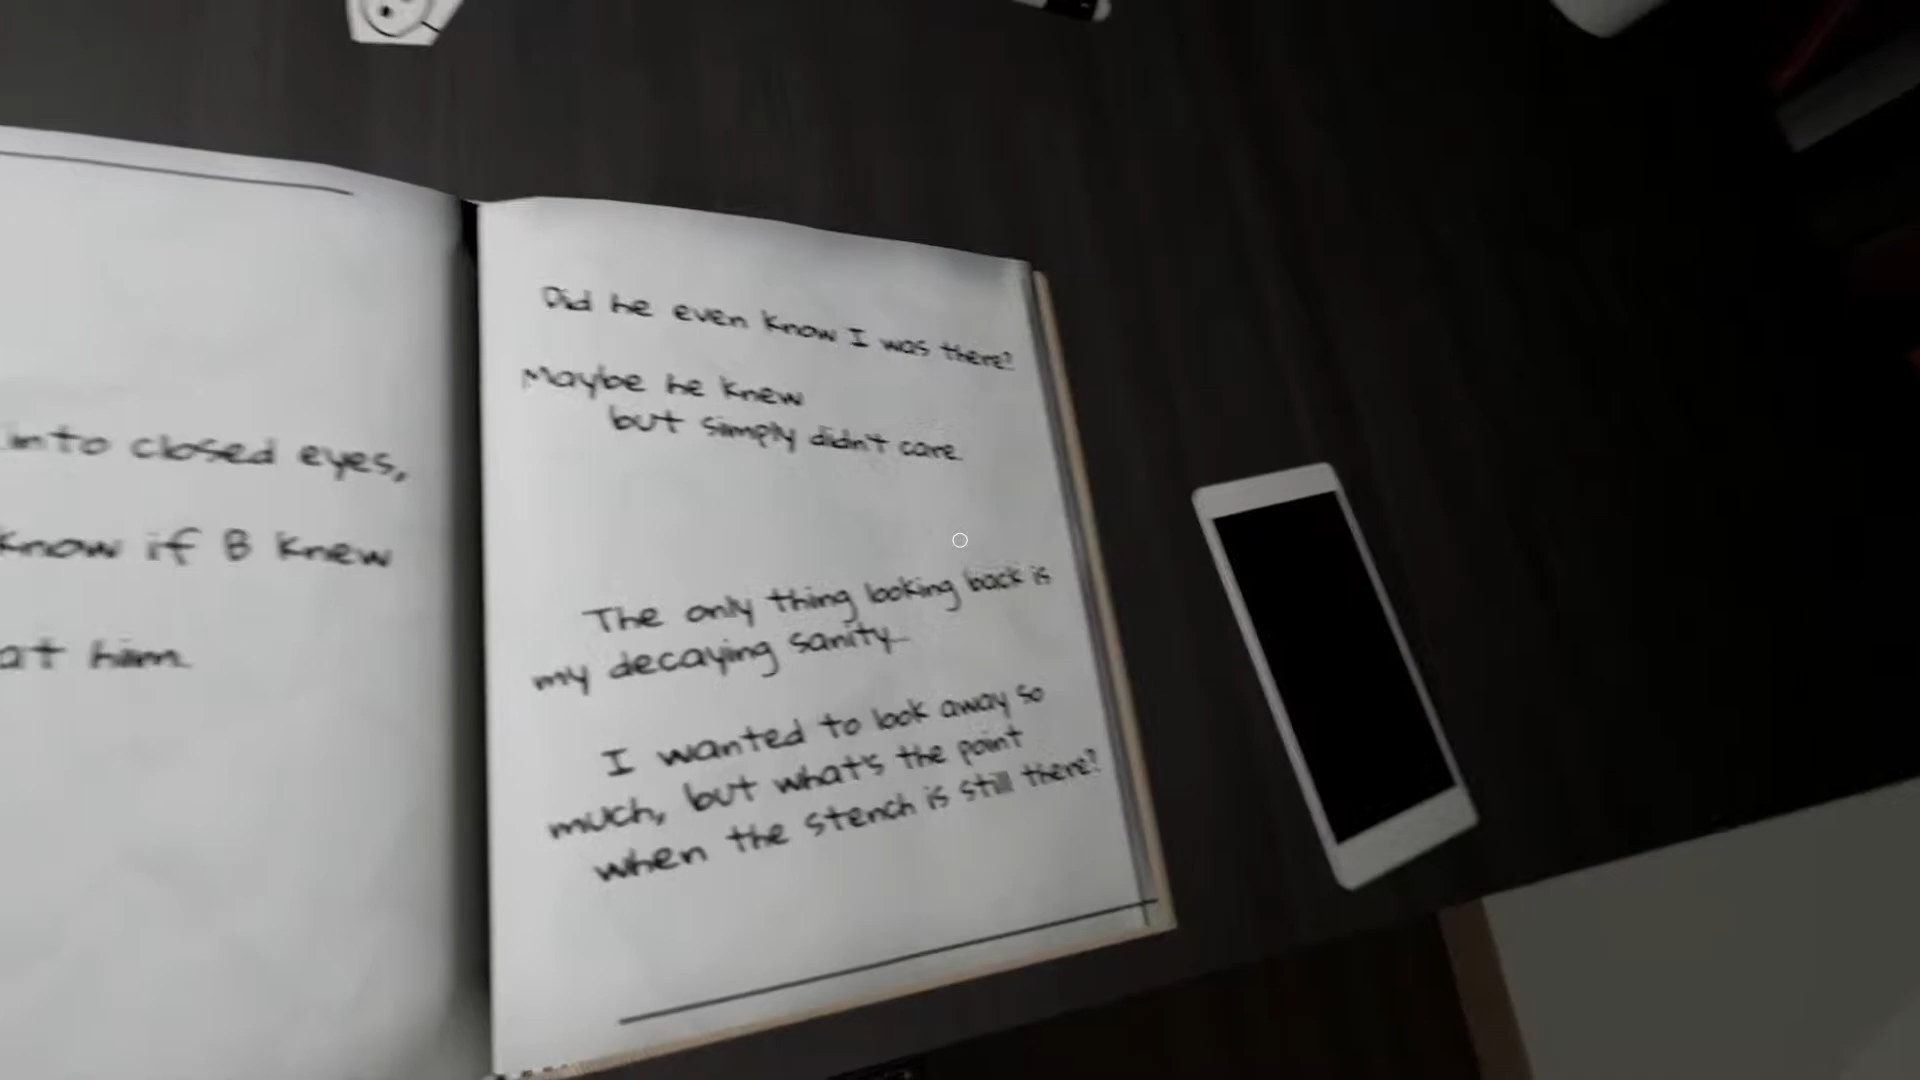 into closed eyes,
know if B knew
at him.
Did he even know I was there?
Maybe he knew
but simply didn't care.
The only thing looking back is
my decaying sanity...
I wanted to look away so
much, but what's the point
when the stench is still there?